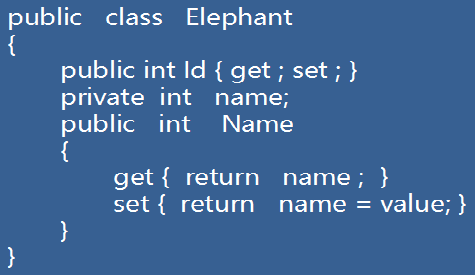 public class Elephant
{
public int Id { get ; set ; }
private int name;
public int Name
{
get { return name ; }
set { return name = value; }
}
}